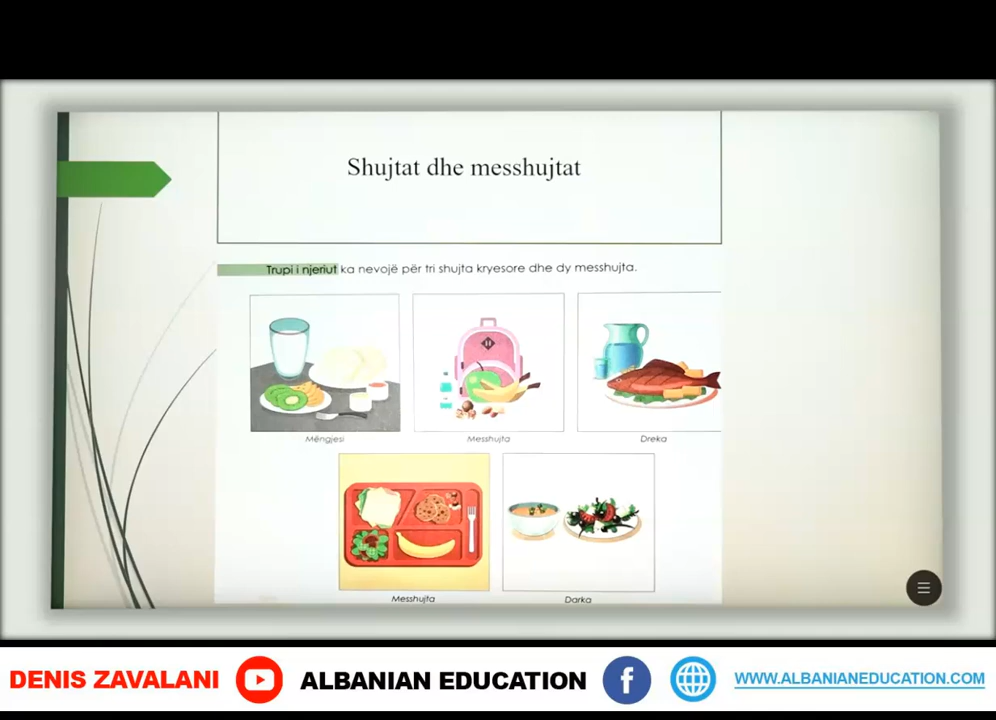 Shujtat dhe messhujtat
Trupi i njeriut ka nevojë për tri shujta kryesore dhe dy messhujta.
Mëngjesi
Messhujta
Dreka
Messhujta
Darka
DENIS ZAVALANI
ALBANIAN EDUCATION
WWW.ALBANIANEDUCATION.COM